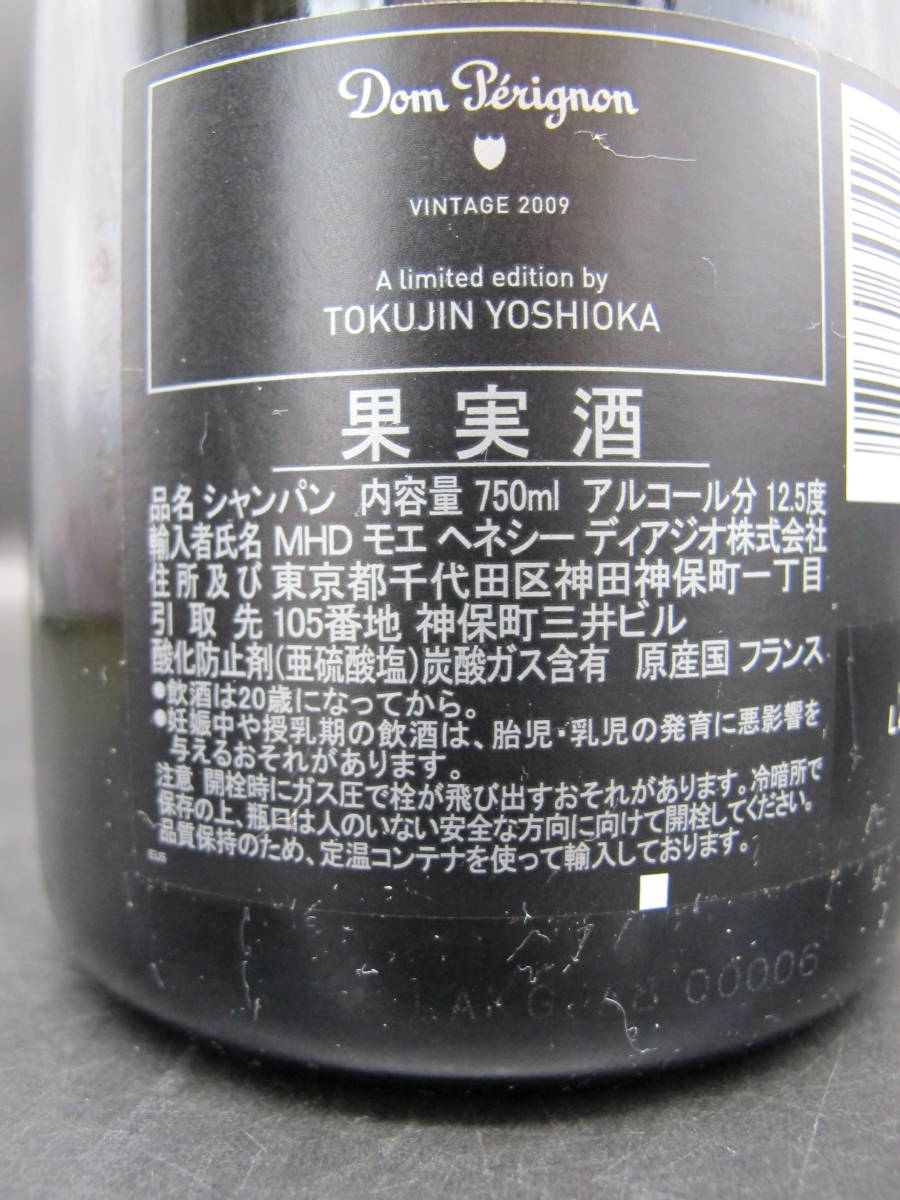 Dom Pérignon
VINTAGE 2009
A limited edition by
TOKUJIN YOSHIOKA
果実酒
品名 シャンパン 内容量 750ml アルコール分 12.5度
輸入者氏名 MHD モエ ヘネシー ディアジオ株式会社
住所及び 東京都千代田区神田神保町一丁目
引取先 105番地 神保町三井ビル
酸化防止剤(亜硫酸塩)炭酸ガス含有 原産国 フランス
●飲酒は20歳になってから。
●妊娠中や授乳期の飲酒は、胎児・乳児の発育に悪影響を
与えるおそれがあります。
注意 開栓時にガス圧で栓が飛び出すおそれがあります。冷暗所で
保存の上、瓶口は人のいない安全な方向に向けて開栓してください。
品質保持のため、定温コンテナを使って輸入しております。
00006